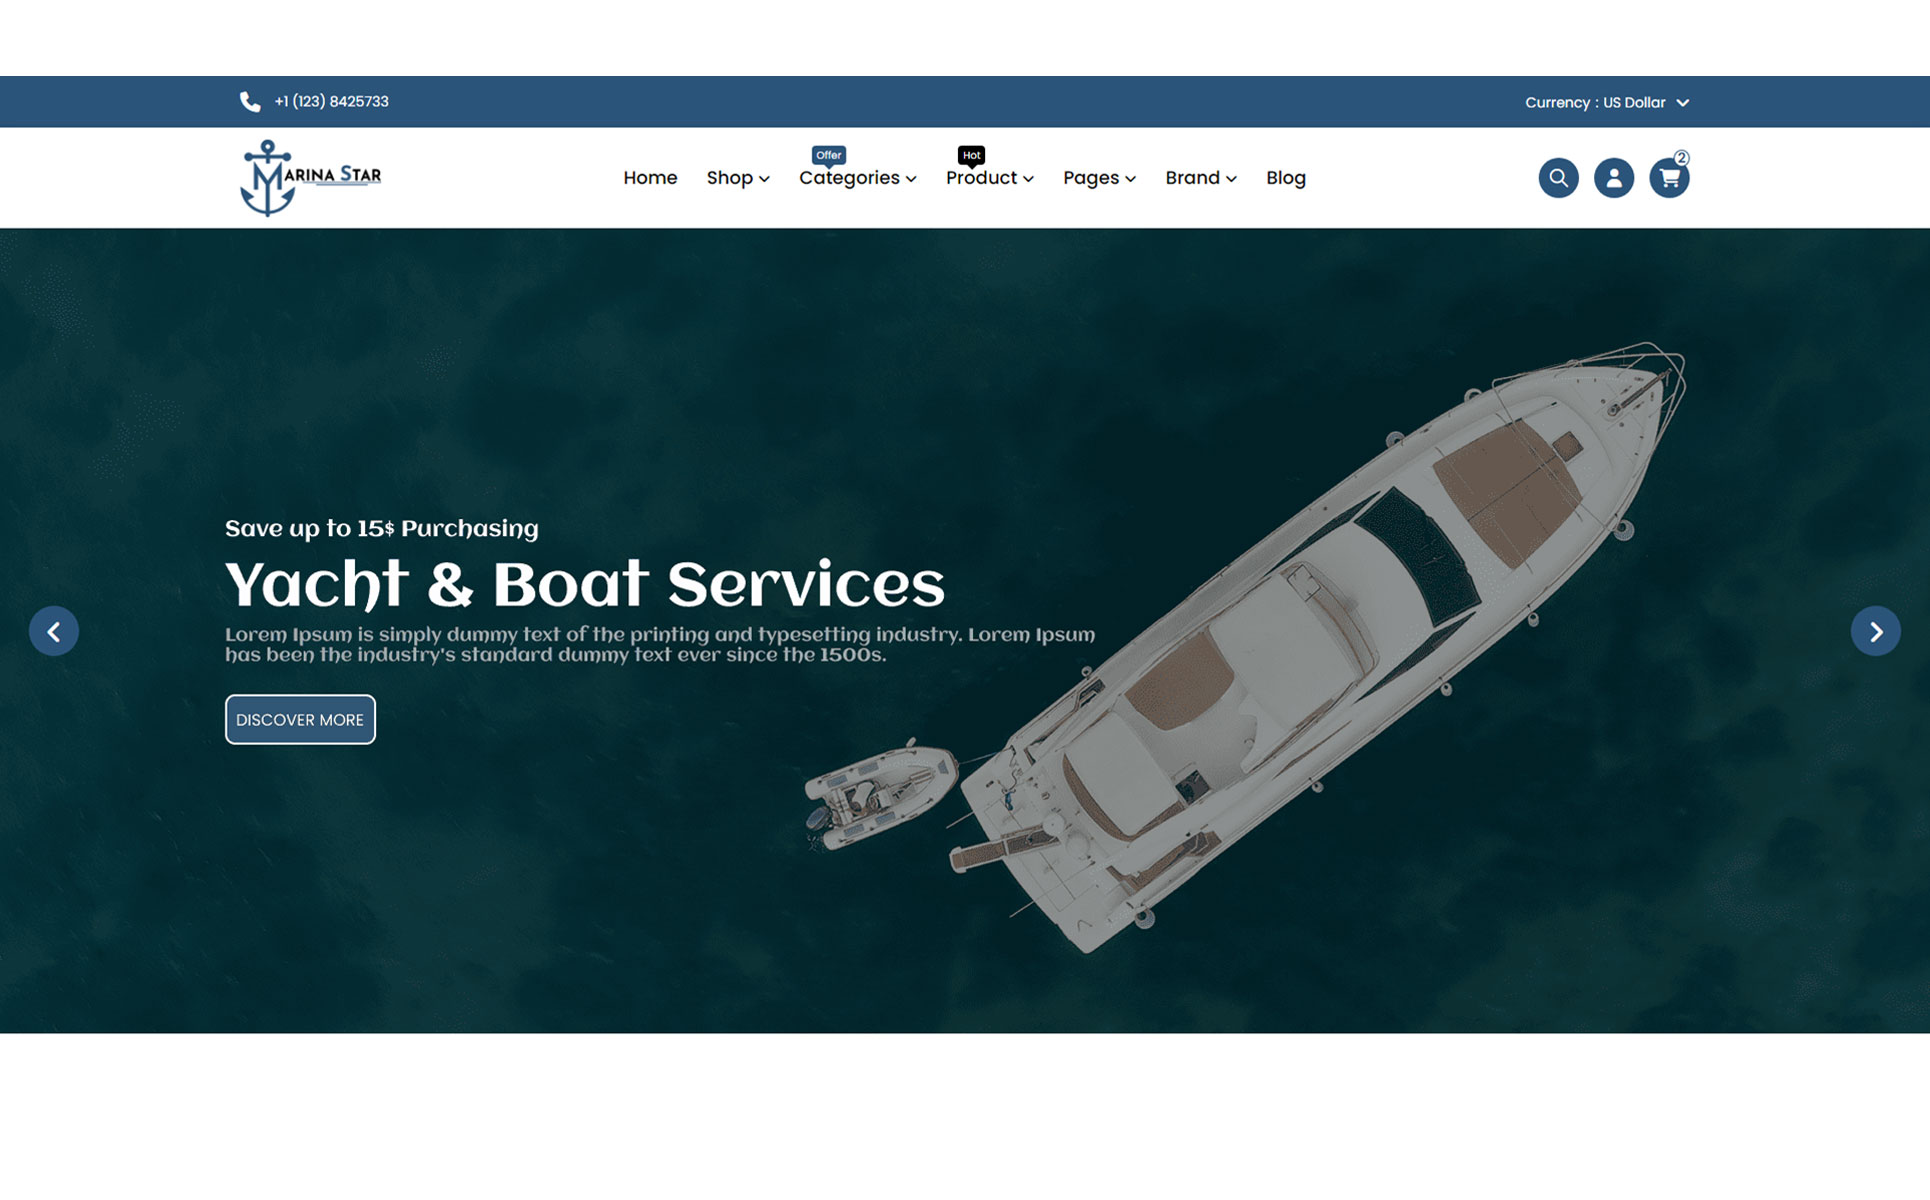 +1 (123) 8425733
Currency : US Dollar
MARINA STAR
Offer
Hot
2
Home Shop Categories Product Pages Brand Blog
Save up to 15$ Purchasing
Yacht & Boat Services
Lorem Ipsum is simply dummy text of the printing and typesetting industry. Lorem Ipsum
has been the industry's standard dummy text ever since the 1500s.
DISCOVER MORE